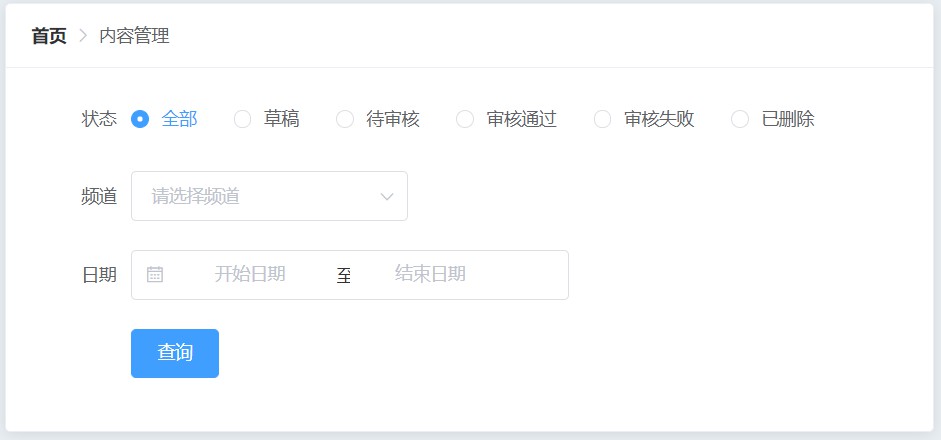 首页 > 内容管理
状态 全部 草稿 待审核 审核通过 审核失败 已删除
频道 请选择频道
日期 开始日期 至 结束日期
查询